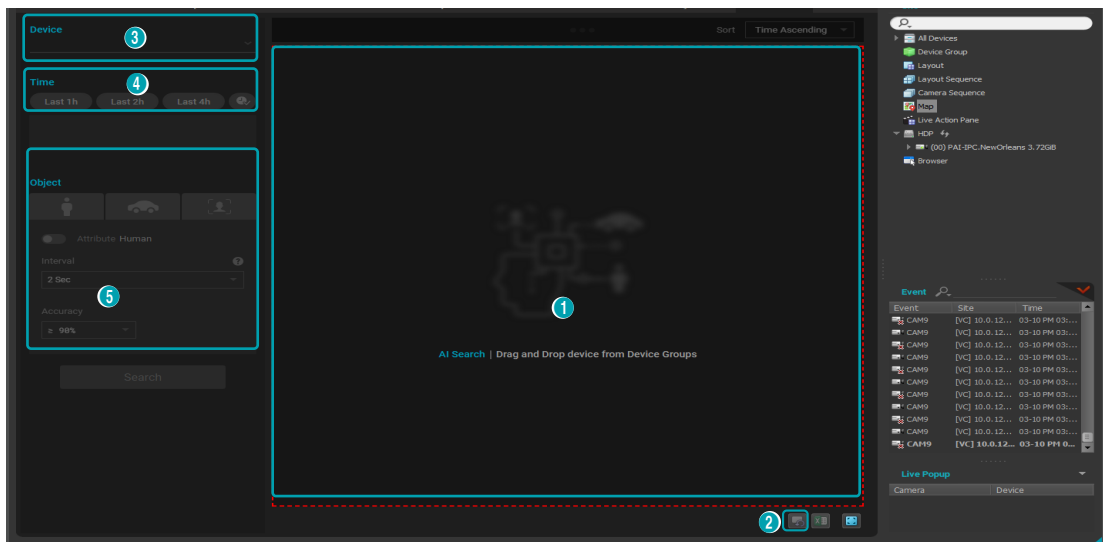 Device
3
Time
4
Last 1h Last 2h Last 4h
Object
Attribute Human
Interval ?
2 Sec
5
Accuracy
≥ 98%
Search
Sort Time Ascending
1
AI Search | Drag and Drop device from Device Groups
2
All Devices
Device Group
Layout
Layout Sequence
Camera Sequence
Map
Live Action Pane
HDP
(00) PAI-IPC.NewOrleans 3.72GiB
Browser
Event
Event Site Time
CAM9 [VC] 10.0.12... 03-10 PM 03:...
CAM9 [VC] 10.0.12... 03-10 PM 03:...
CAM9 [VC] 10.0.12... 03-10 PM 03:...
CAM9 [VC] 10.0.12... 03-10 PM 03:...
CAM9 [VC] 10.0.12... 03-10 PM 03:...
CAM9 [VC] 10.0.12... 03-10 PM 03:...
CAM9 [VC] 10.0.12... 03-10 PM 03:...
CAM9 [VC] 10.0.12... 03-10 PM 03:...
CAM9 [VC] 10.0.12... 03-10 PM 03:...
CAM9 [VC] 10.0.12... 03-10 PM 03:...
CAM9 [VC] 10.0.12... 03-10 PM 0...
Live Popup
Camera Device